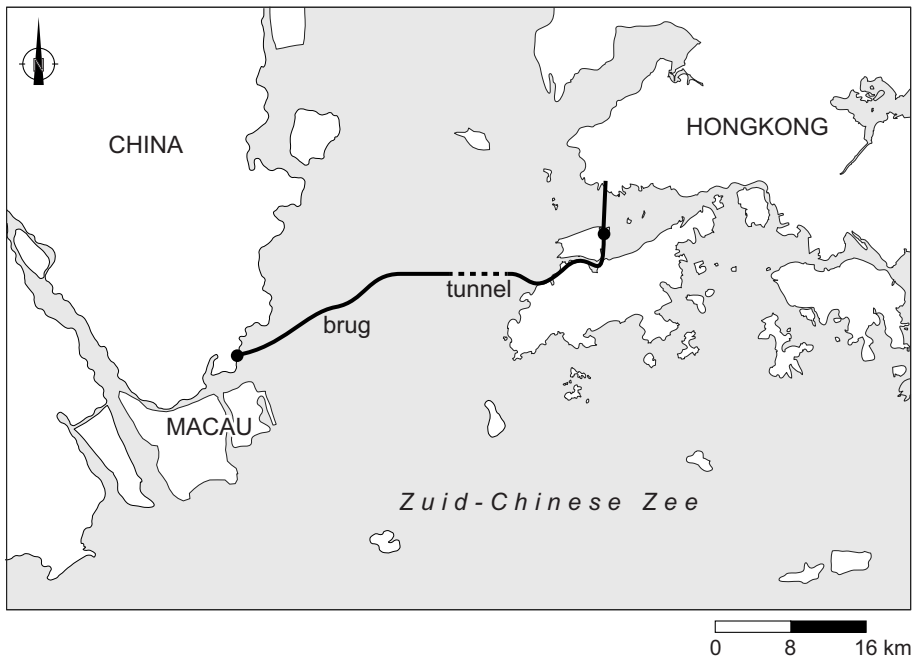 N
CHINA
HONGKONG
tunnel
brug
MACAU
Zuid-Chinese Zee
0 8 16 km